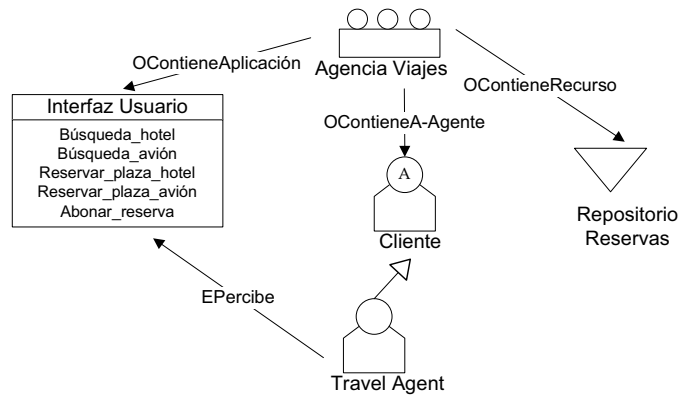 OContieneAplicación
Agencia Viajes
OContieneRecurso
Interfaz Usuario
Búsqueda_hotel
Búsqueda_avión
Reservar_plaza_hotel
Reservar_plaza_avión
Abonar_reserva
OContieneA-Agente
A
Cliente
Repositorio
Reservas
EPercibe
Travel Agent